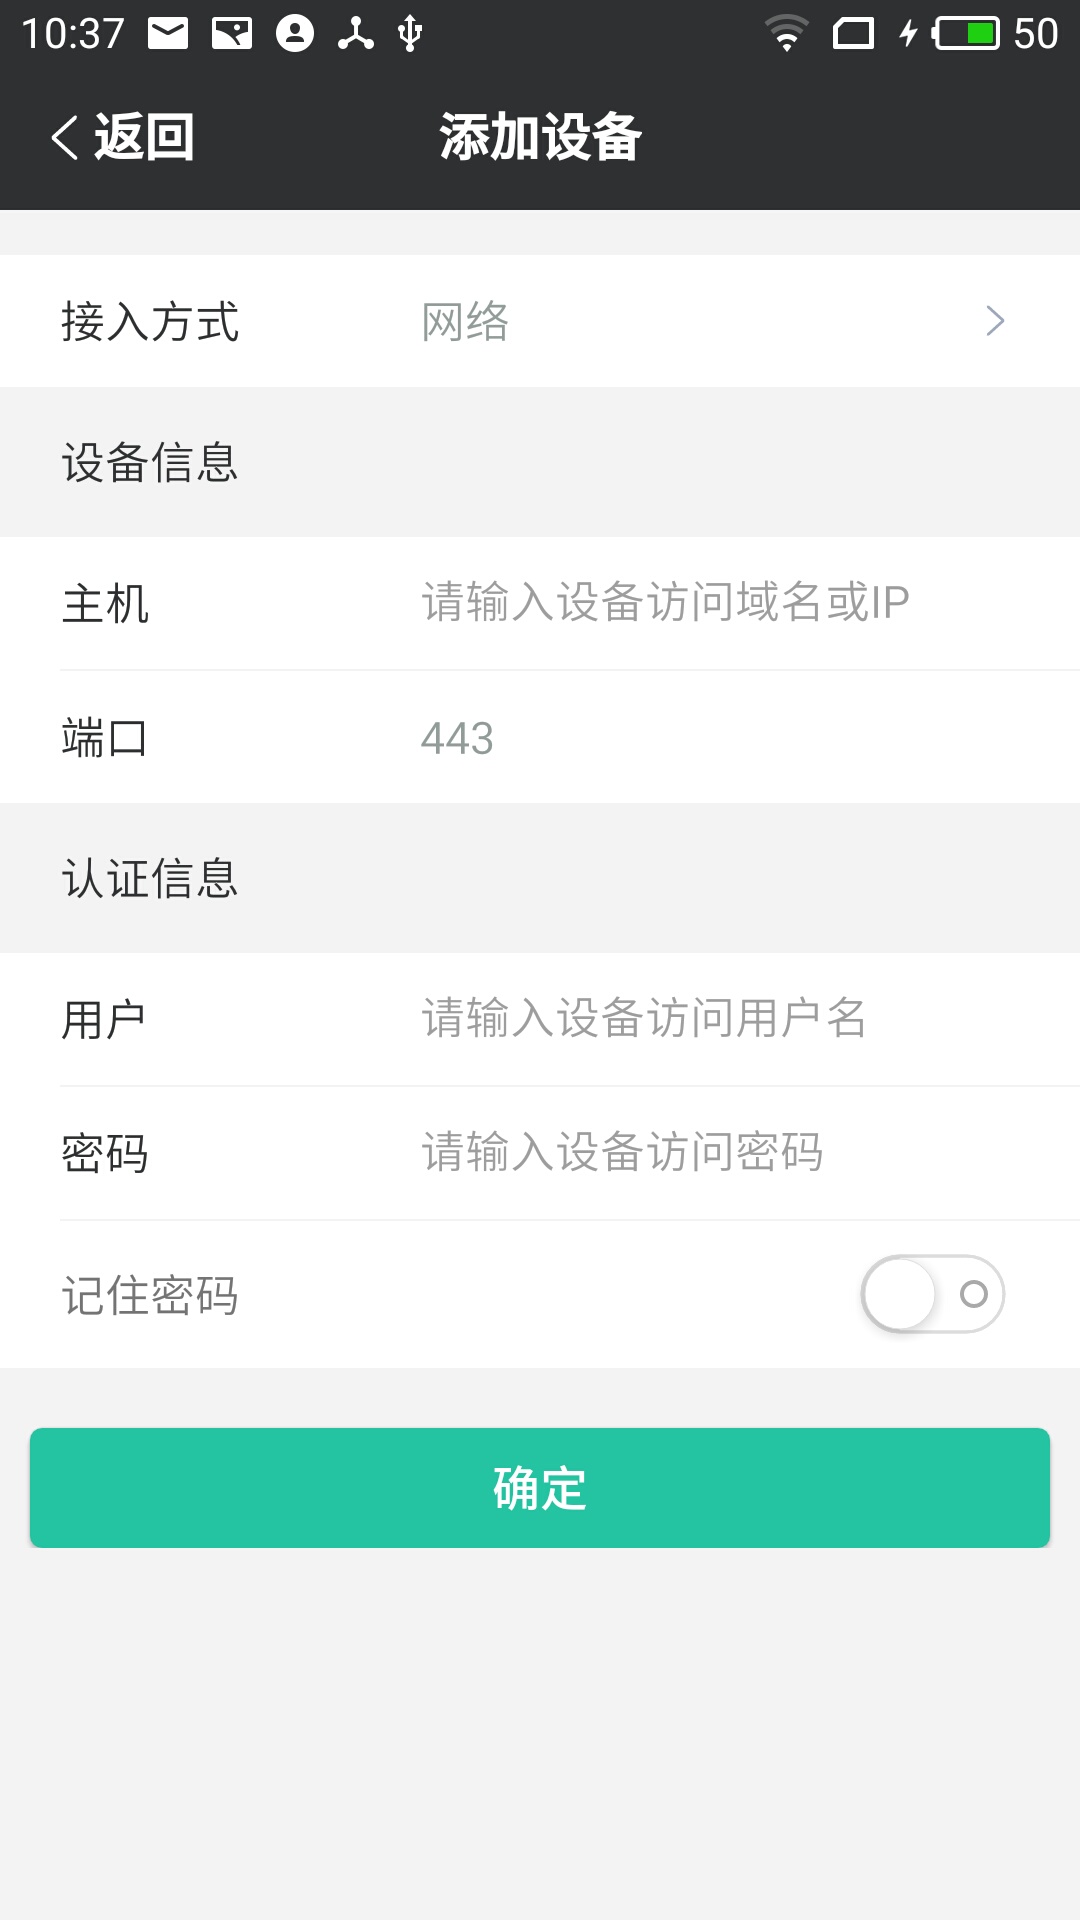 10:37 50
返回 添加设备
接入方式 网络
设备信息
主机 请输入设备访问域名或IP
端口 443
认证信息
用户 请输入设备访问用户名
密码 请输入设备访问密码
记住密码
确定